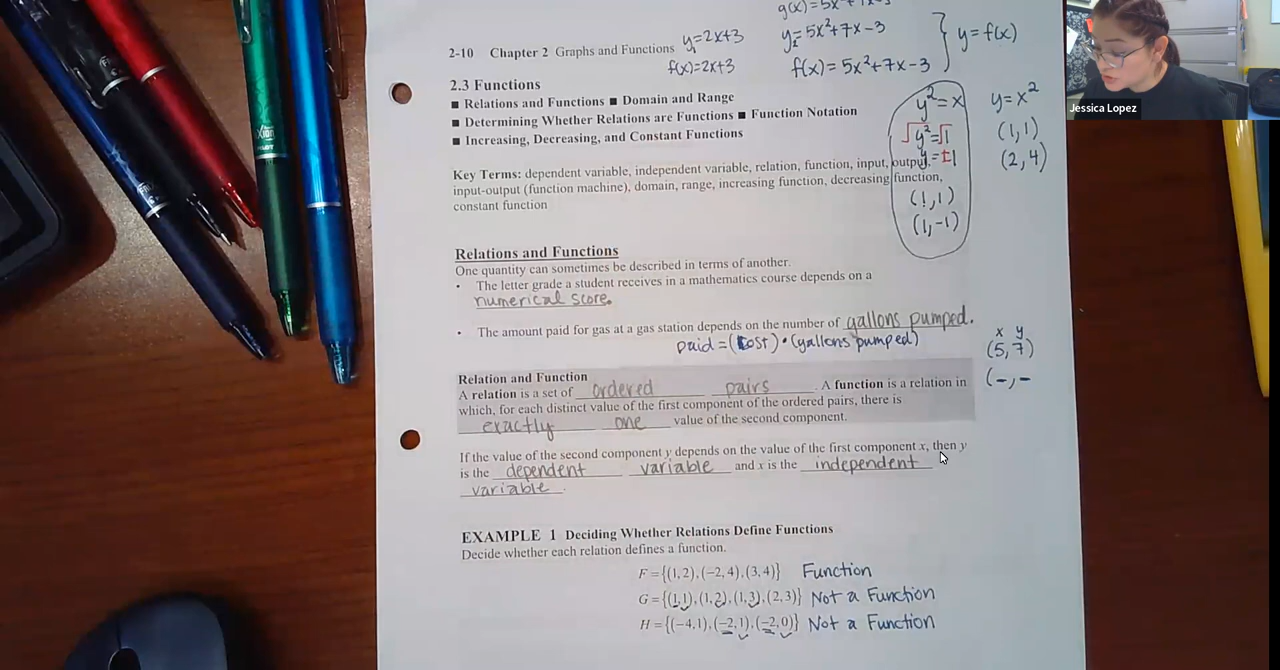 g(x)=5x²+7x-3
y₁=2x+3
y₂=5x²+7x-3
y=f(x)
2-10 Chapter 2 Graphs and Functions
f(x)=2x+3
f(x)=5x²+7x-3
2.3 Functions
■ Relations and Functions ■ Domain and Range
■ Determining Whether Relations are Functions ■ Function Notation
■ Increasing, Decreasing, and Constant Functions
y²=x
√y²=√1
y=±1
(1,1)
(1,-1)
y=x²
(1,1)
(2,4)
Jessica Lopez
Key Terms: dependent variable, independent variable, relation, function, input, output,
input-output (function machine), domain, range, increasing function, decreasing function,
constant function
Relations and Functions
One quantity can sometimes be described in terms of another.
• The letter grade a student receives in a mathematics course depends on a
numerical score.
• The amount paid for gas at a gas station depends on the number of gallons pumped.
paid=(Cost)•(gallons pumped)
x y
(5,7)
(-,-
Relation and Function
A relation is a set of ordered pairs. A function is a relation in
which, for each distinct value of the first component of the ordered pairs, there is
exactly one value of the second component.
If the value of the second component y depends on the value of the first component x, then y
is the dependent variable and x is the independent
variable.
EXAMPLE 1 Deciding Whether Relations Define Functions
Decide whether each relation defines a function.
F={(1,2),(−2,4),(3,4)} Function
G={(1,1),(1,2),(1,3),(2,3)} Not a Function
H={(−4,1),(−2,1),(−2,0)} Not a Function